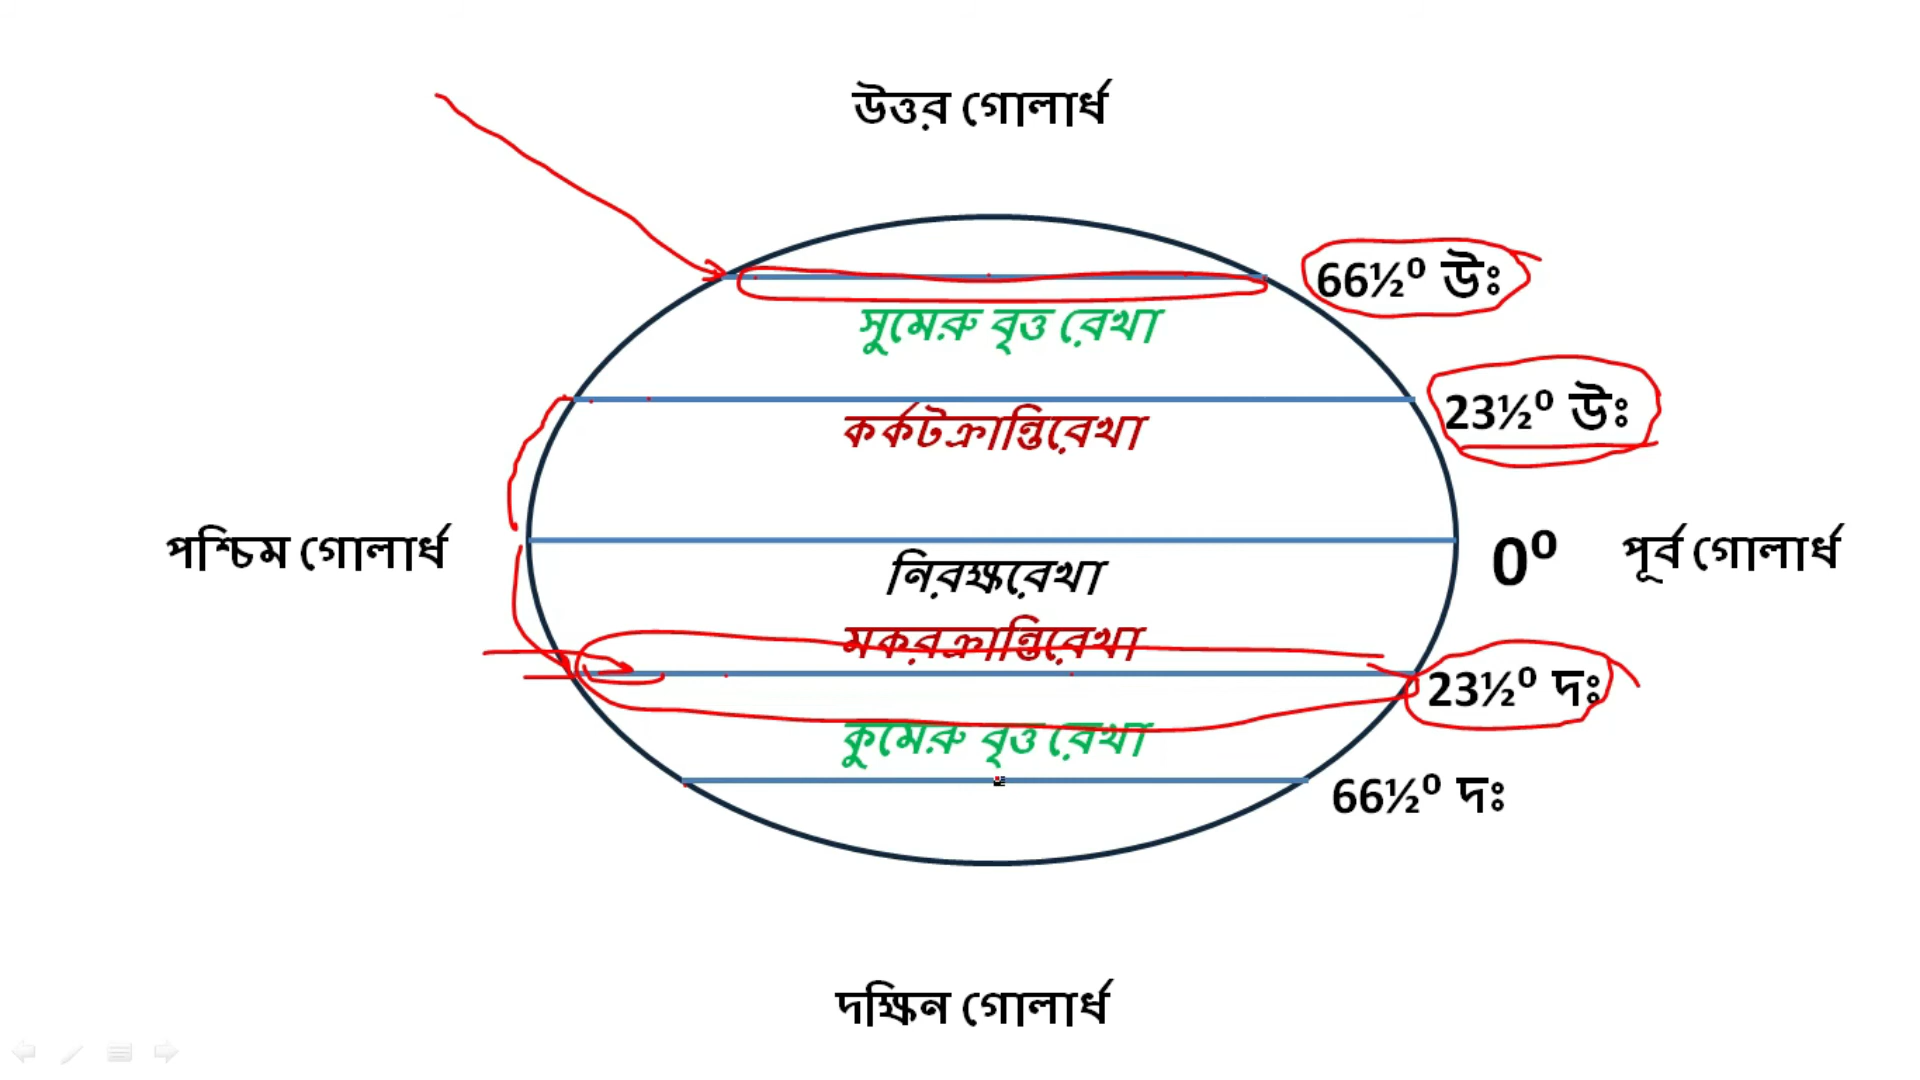 উত্তর গোলার্ধ
66½⁰ উঃ
সুমেরু বৃত্ত রেখা
23½⁰ উঃ
কর্কটক্রান্তিরেখা
পশ্চিম গোলার্ধ
0⁰
পূর্ব গোলার্ধ
নিরক্ষরেখা
মকরক্রান্তিরেখা
23½⁰ দঃ
কুমেরু বৃত্ত রেখা
66½⁰ দঃ
দক্ষিন গোলার্ধ